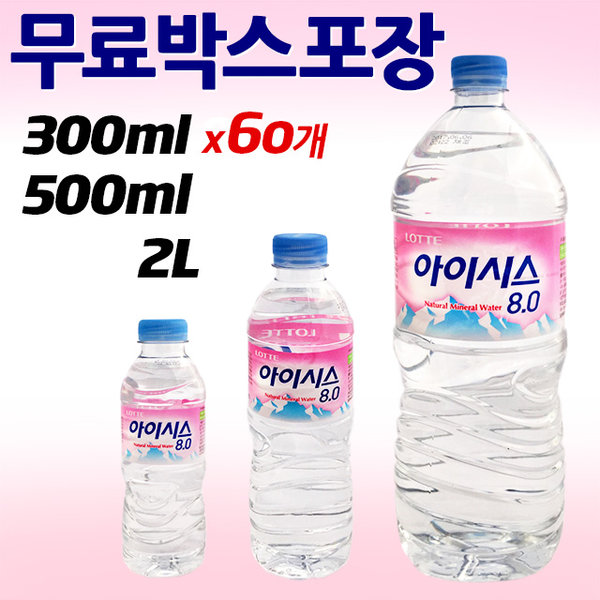 무료박스포장
300ml x60개
500ml
2L
LOTTE
아이시스
Natural Mineral Water 8.0
LOTTE
LOTTE
아이시스
Natural Mineral Water 8.0
LOTTE
아이시스
Natural Mineral Water 8.0